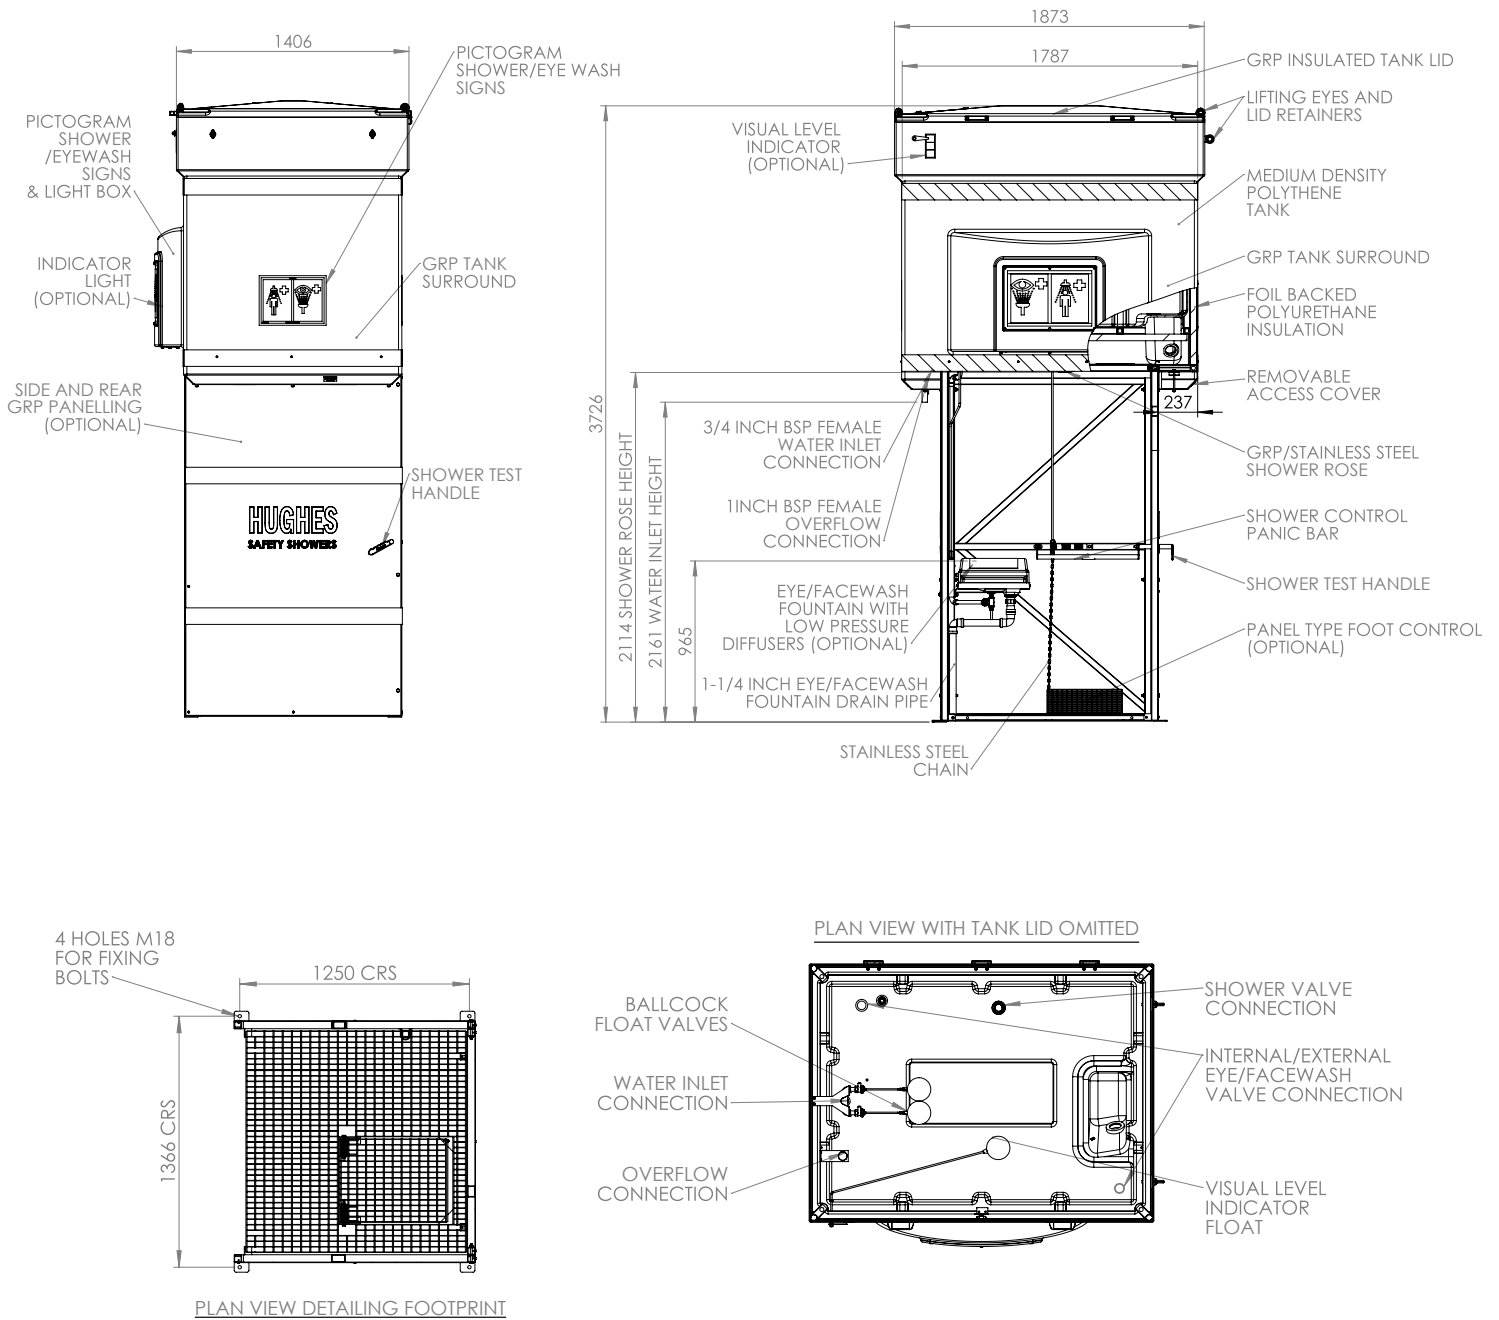 1406
PICTOGRAM
SHOWER/EYE WASH
SIGNS
PICTOGRAM
SHOWER
/EYEWASH
SIGNS
& LIGHT BOX
INDICATOR
LIGHT
(OPTIONAL)
GRP TANK
SURROUND
SIDE AND REAR
GRP PANELLING
(OPTIONAL)
SHOWER TEST
HANDLE
HUGHES
SAFETY SHOWERS
1873
1787
GRP INSULATED TANK LID
LIFTING EYES AND
LID RETAINERS
VISUAL LEVEL
INDICATOR
(OPTIONAL)
MEDIUM DENSITY
POLYTHENE
TANK
GRP TANK SURROUND
FOIL BACKED
POLYURETHANE
INSULATION
REMOVABLE
ACCESS COVER
237
3726
2114 SHOWER ROSE HEIGHT
2161 WATER INLET HEIGHT
965
3/4 INCH BSP FEMALE
WATER INLET
CONNECTION
1INCH BSP FEMALE
OVERFLOW
CONNECTION
EYE/FACEWASH
FOUNTAIN WITH
LOW PRESSURE
DIFFUSERS (OPTIONAL)
1-1/4 INCH EYE/FACEWASH
FOUNTAIN DRAIN PIPE
STAINLESS STEEL
CHAIN
GRP/STAINLESS STEEL
SHOWER ROSE
SHOWER CONTROL
PANIC BAR
SHOWER TEST HANDLE
PANEL TYPE FOOT CONTROL
(OPTIONAL)
4 HOLES M18
FOR FIXING
BOLTS
1250 CRS
1366 CRS
PLAN VIEW DETAILING FOOTPRINT
PLAN VIEW WITH TANK LID OMITTED
BALLCOCK
FLOAT VALVES
WATER INLET
CONNECTION
OVERFLOW
CONNECTION
SHOWER VALVE
CONNECTION
INTERNAL/EXTERNAL
EYE/FACEWASH
VALVE CONNECTION
VISUAL LEVEL
INDICATOR
FLOAT